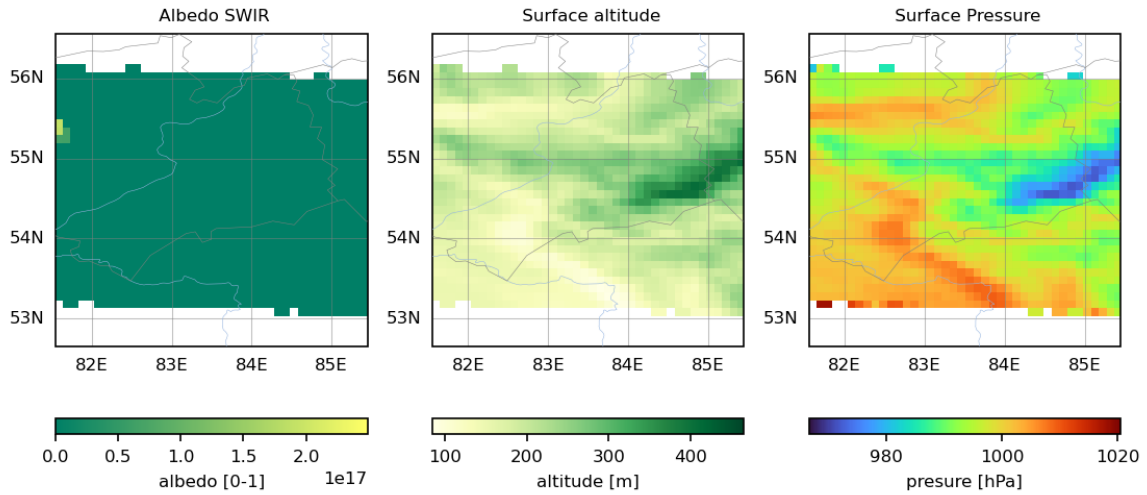 Albedo SWIR
Surface altitude
Surface Pressure
56N
55N
54N
53N
82E 83E 84E 85E
56N
55N
54N
53N
82E 83E 84E 85E
56N
55N
54N
53N
82E 83E 84E 85E
0.0 0.5 1.0 1.5 2.0
1e17
albedo [0-1]
100 200 300 400
altitude [m]
980 1000 1020
presure [hPa]